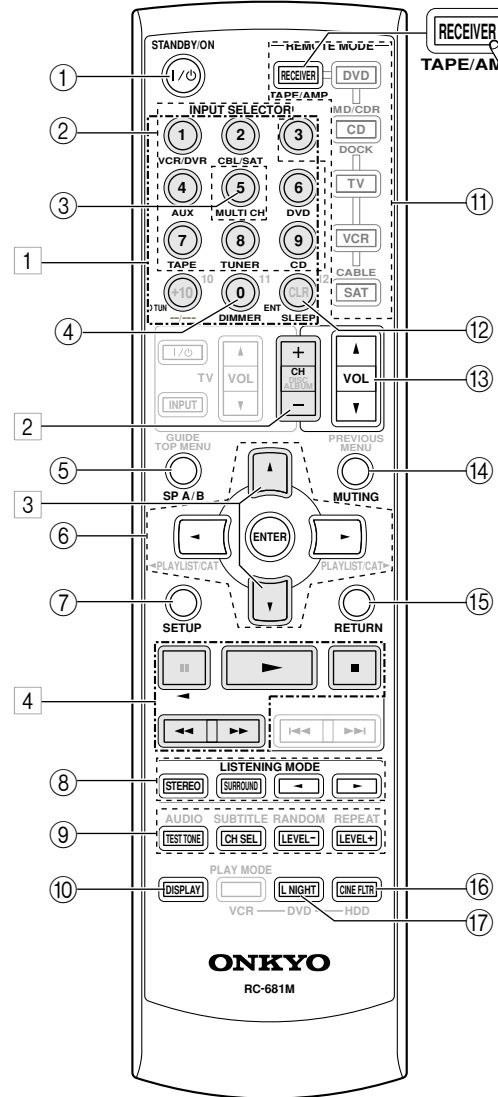 STANDBY/ON
REMOTE MODE
RECEIVER
TAPE/AMP
I/⏻
RECEIVER
DVD
TAPE/AMP
MD/CDR
CD
DOCK
TV
VCR
CABLE
SAT
INPUT SELECTOR
1 2 3
VCR/DVR CBL/SAT
4 5 6
AUX MULTI CH DVD
7 8 9
TAPE TUNER CD
+10 10 0 11 CLR 12
D TUN --/--- DIMMER ENT SLEEP
I/⏻ TV VOL
INPUT
+
CH
DISC
ALBUM
−
▲
VOL
▼
GUIDE
TOP MENU
PREVIOUS
MENU
SP A/B
MUTING
▲
◄ ENTER ►
▼
◄PLAYLIST/CAT PLAYLIST/CAT►
SETUP
RETURN
LISTENING MODE
STEREO SURROUND ◄ ►
AUDIO SUBTITLE RANDOM REPEAT
TEST TONE CH SEL LEVEL− LEVEL+
PLAY MODE
DISPLAY L NIGHT CINE FLTR
VCR DVD HDD
ONKYO
RC-681M
① ② ③ ④ ⑤ ⑥ ⑦ ⑧ ⑨ ⑩
1 2 3 4
⑪ ⑫ ⑬ ⑭ ⑮ ⑯ ⑰